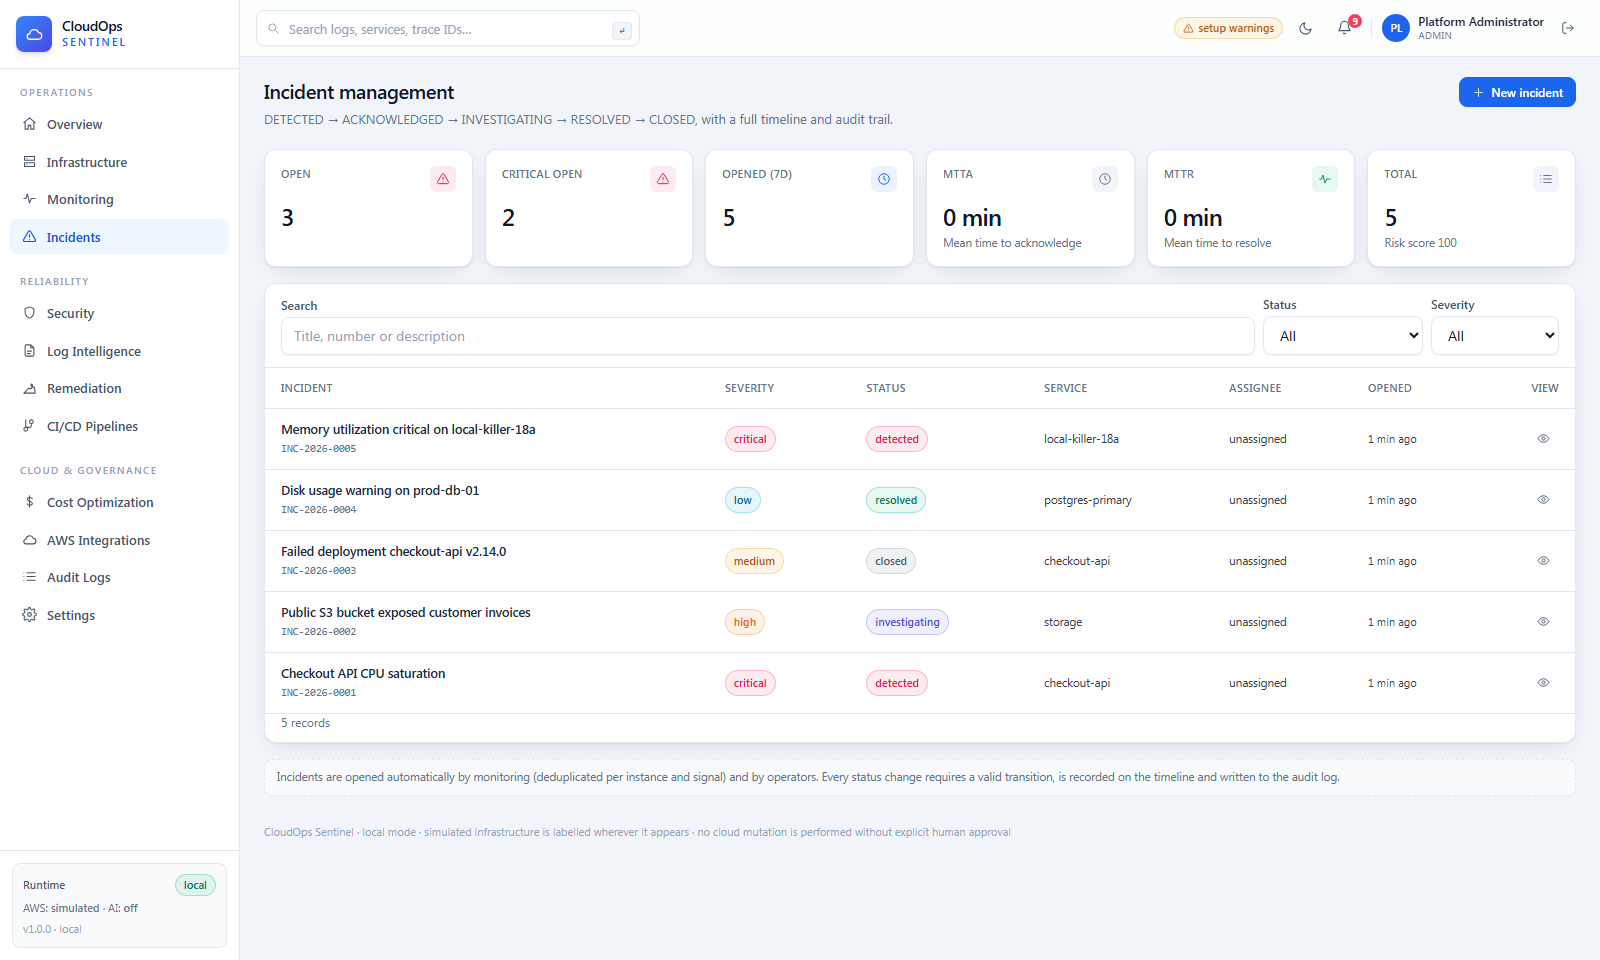 CloudOps
SENTINEL
Search logs, services, trace IDs...
setup warnings
9
PL
Platform Administrator
ADMIN
OPERATIONS
Overview
Infrastructure
Monitoring
Incidents
RELIABILITY
Security
Log Intelligence
Remediation
CI/CD Pipelines
CLOUD & GOVERNANCE
Cost Optimization
AWS Integrations
Audit Logs
Settings
Runtime
local
AWS: simulated · AI: off
v1.0.0 · local
Incident management
New incident
DETECTED → ACKNOWLEDGED → INVESTIGATING → RESOLVED → CLOSED, with a full timeline and audit trail.
OPEN
3
CRITICAL OPEN
2
OPENED (7D)
5
MTTA
0 min
Mean time to acknowledge
MTTR
0 min
Mean time to resolve
TOTAL
5
Risk score 100
Search
Title, number or description
Status
All
Severity
All
INCIDENT SEVERITY STATUS SERVICE ASSIGNEE OPENED VIEW
Memory utilization critical on local-killer-18a
INC-2026-0005
critical detected local-killer-18a unassigned 1 min ago
Disk usage warning on prod-db-01
INC-2026-0004
low resolved postgres-primary unassigned 1 min ago
Failed deployment checkout-api v2.14.0
INC-2026-0003
medium closed checkout-api unassigned 1 min ago
Public S3 bucket exposed customer invoices
INC-2026-0002
high investigating storage unassigned 1 min ago
Checkout API CPU saturation
INC-2026-0001
critical detected checkout-api unassigned 1 min ago
5 records
Incidents are opened automatically by monitoring (deduplicated per instance and signal) and by operators. Every status change requires a valid transition, is recorded on the timeline and written to the audit log.
CloudOps Sentinel · local mode · simulated infrastructure is labelled wherever it appears · no cloud mutation is performed without explicit human approval